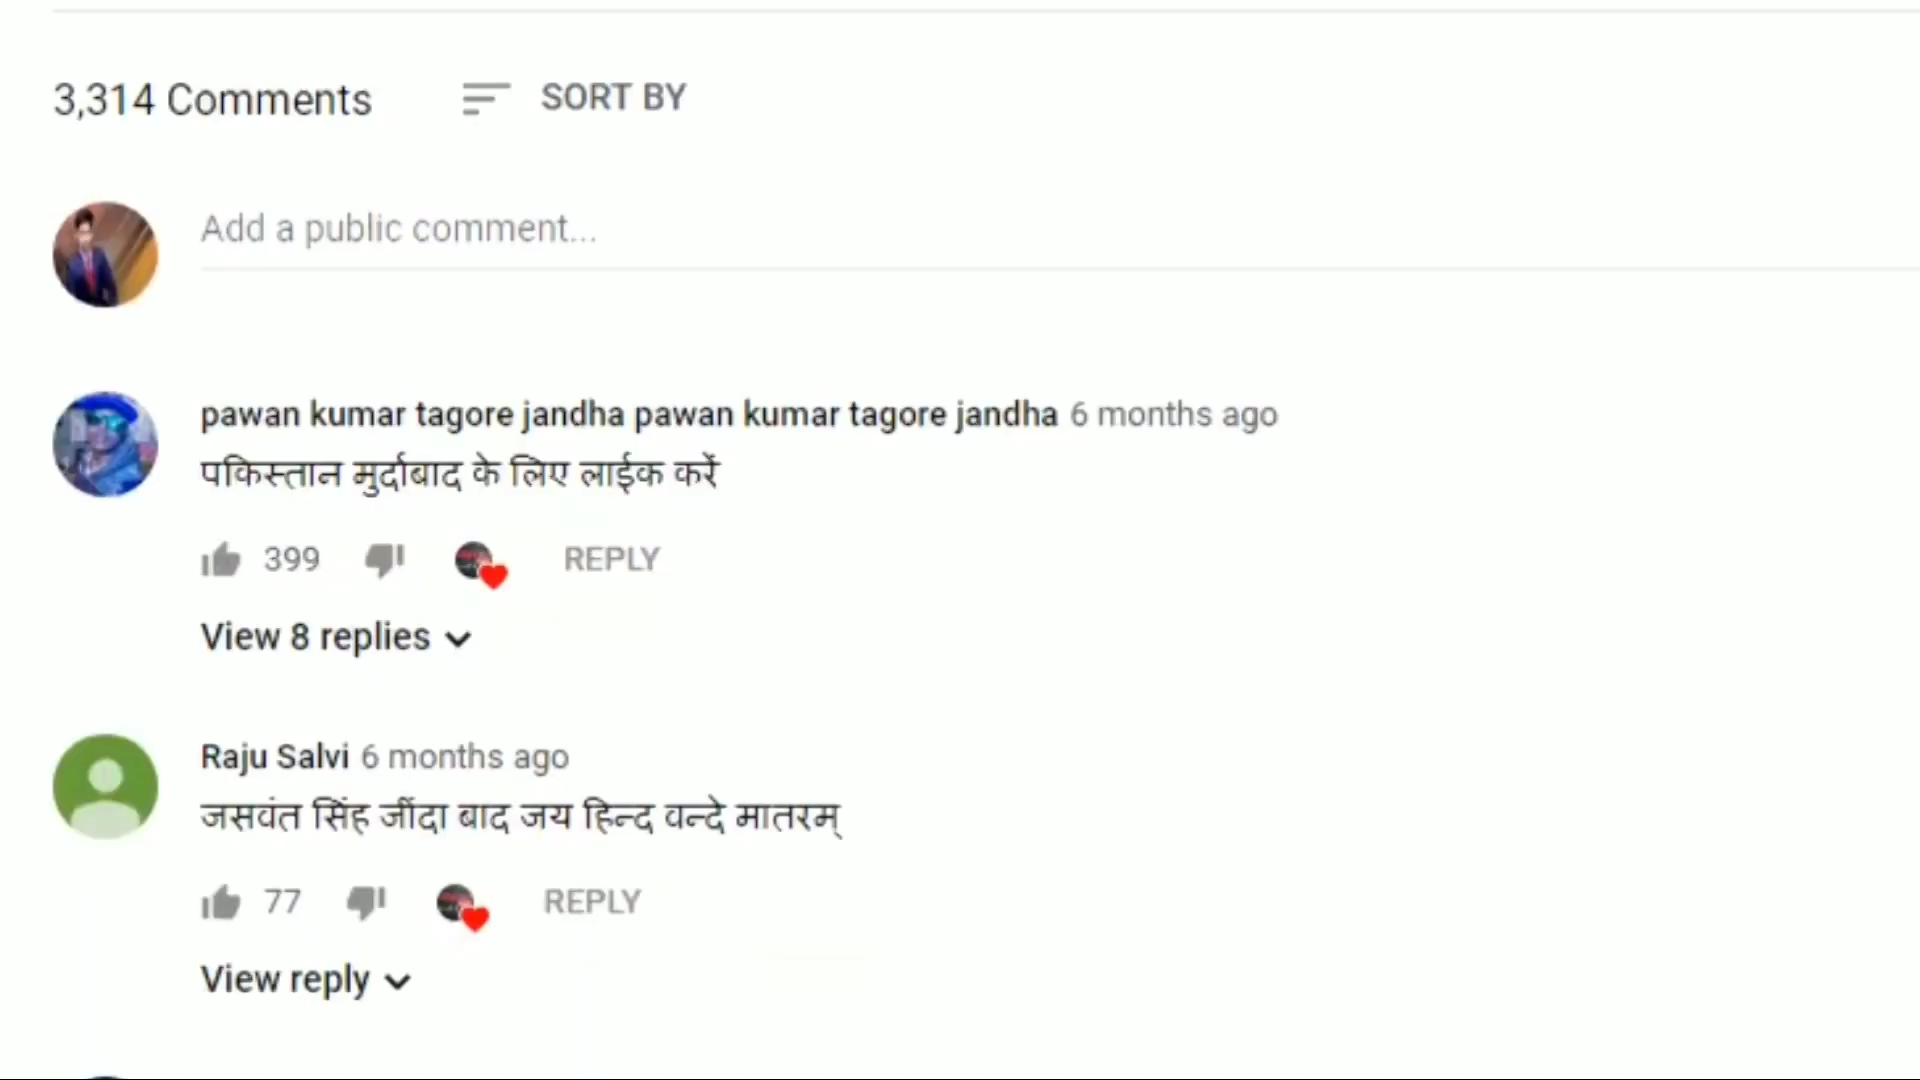 3,314 Comments SORT BY
Add a public comment...
pawan kumar tagore jandha pawan kumar tagore jandha 6 months ago
पकिस्तान मुर्दाबाद के लिए लाईक करें
399 REPLY
View 8 replies
Raju Salvi 6 months ago
जसवंत सिंह जींदा बाद जय हिन्द वन्दे मातरम्
77 REPLY
View reply